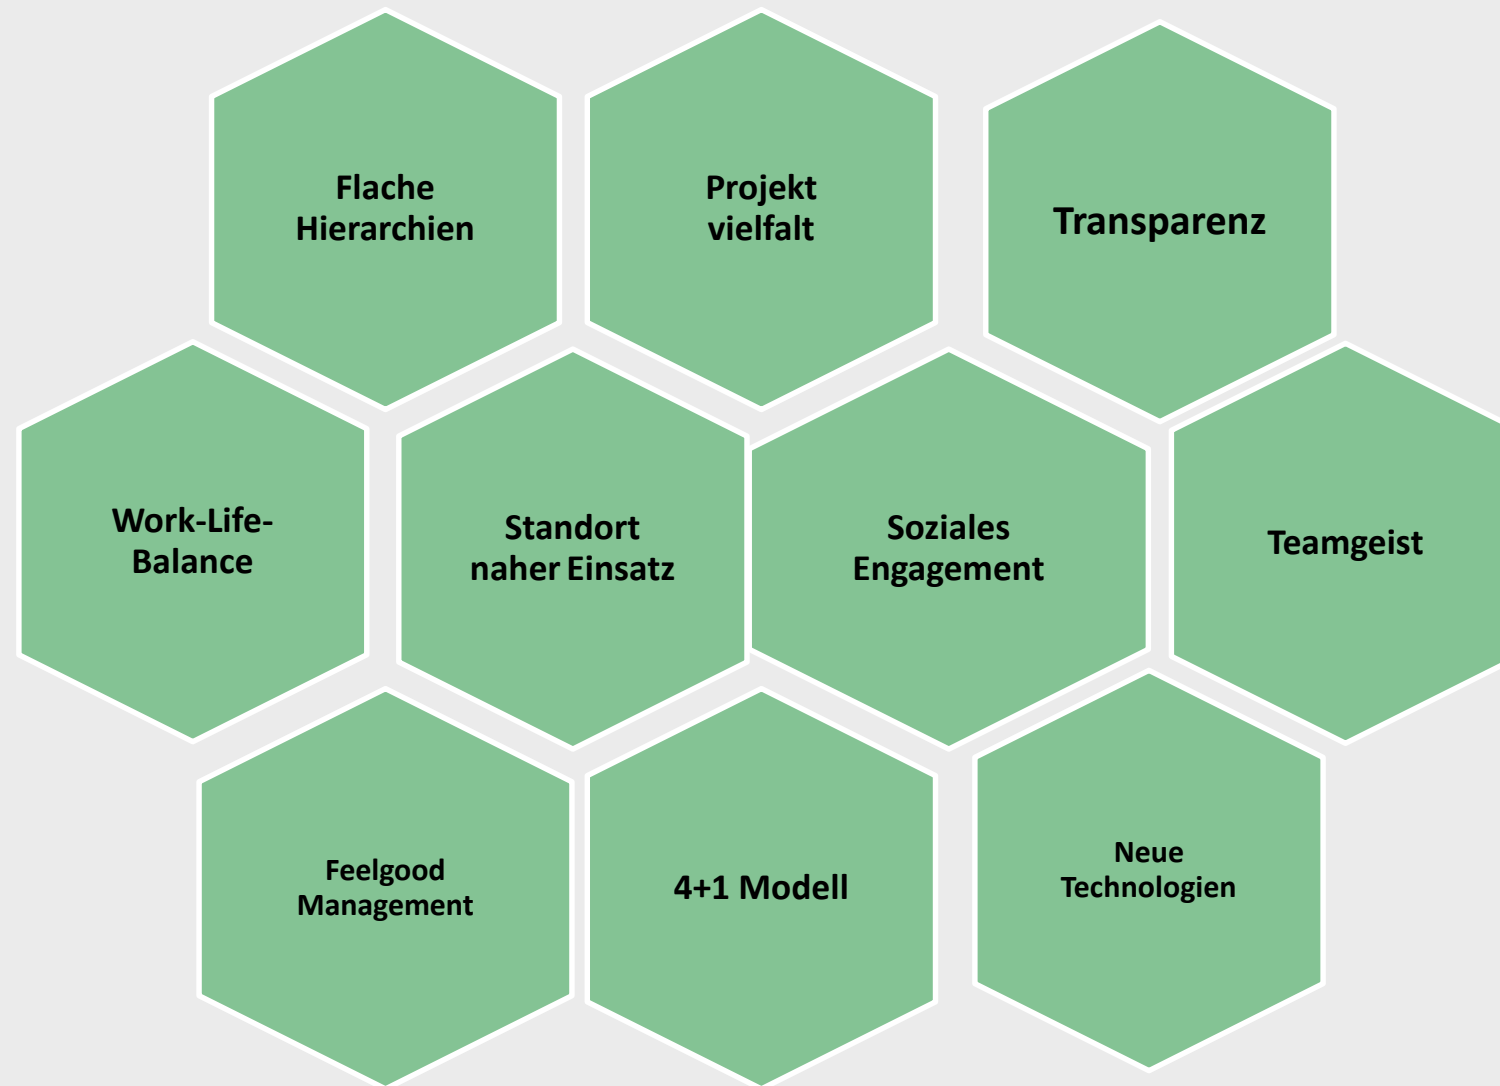 Flache
Hierarchien
Projekt
vielfalt
Transparenz
Work-Life-
Balance
Standort
naher Einsatz
Soziales
Engagement
Teamgeist
Feelgood
Management
4+1 Modell
Neue
Technologien